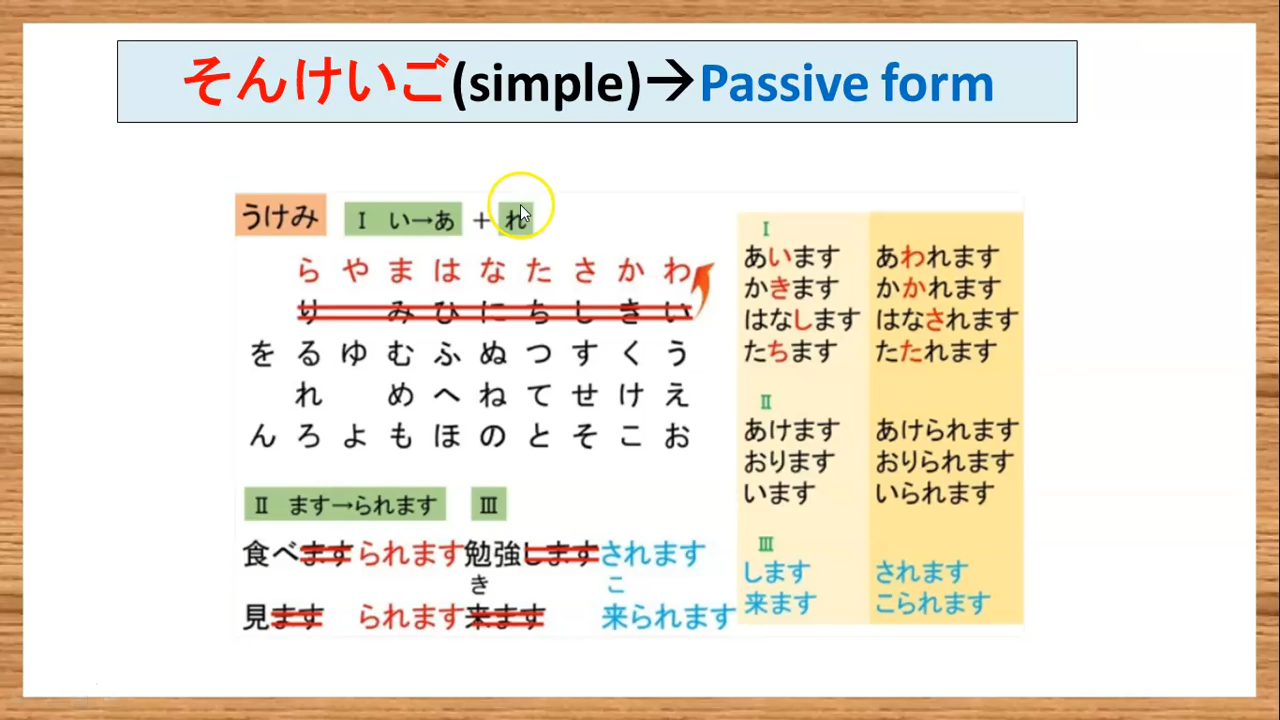 そんけいご(simple)→Passive form
うけみ Ⅰ い→あ + れ
ら や ま は な た さ か わ
り み ひ に ち し き い
を る ゆ む ふ ぬ つ す く う
れ め へ ね て せ け え
ん ろ よ も ほ の と そ こ お
Ⅱ ます→られます Ⅲ
食べます られます 勉強します されます
き こ
見ます られます 来ます 来られます
Ⅰ
あいます あわれます
かきます かかれます
はなします はなされます
たちます たたれます
Ⅱ
あけます あけられます
おります おりられます
います いられます
Ⅲ
します されます
来ます こられます